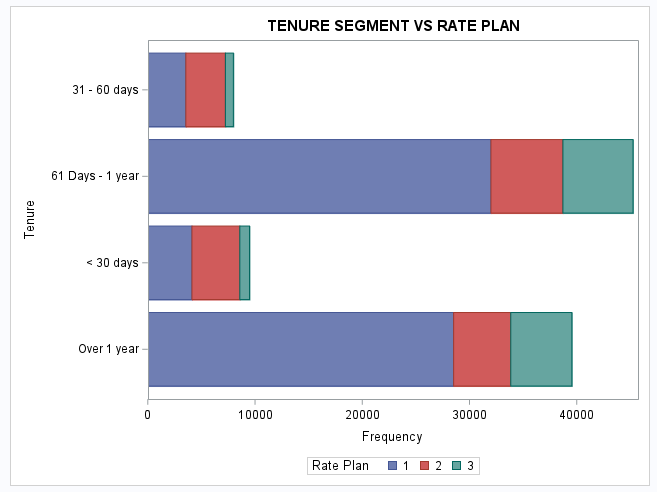 TENURE SEGMENT VS RATE PLAN
31 - 60 days
61 Days - 1 year
Tenure
< 30 days
Over 1 year
0 10000 20000 30000 40000
Frequency
Rate Plan 1 2 3